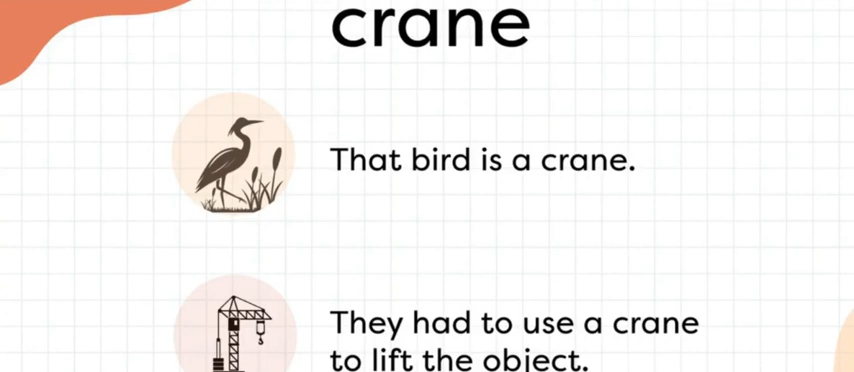 crane
That bird is a crane.
They had to use a crane
to lift the object.